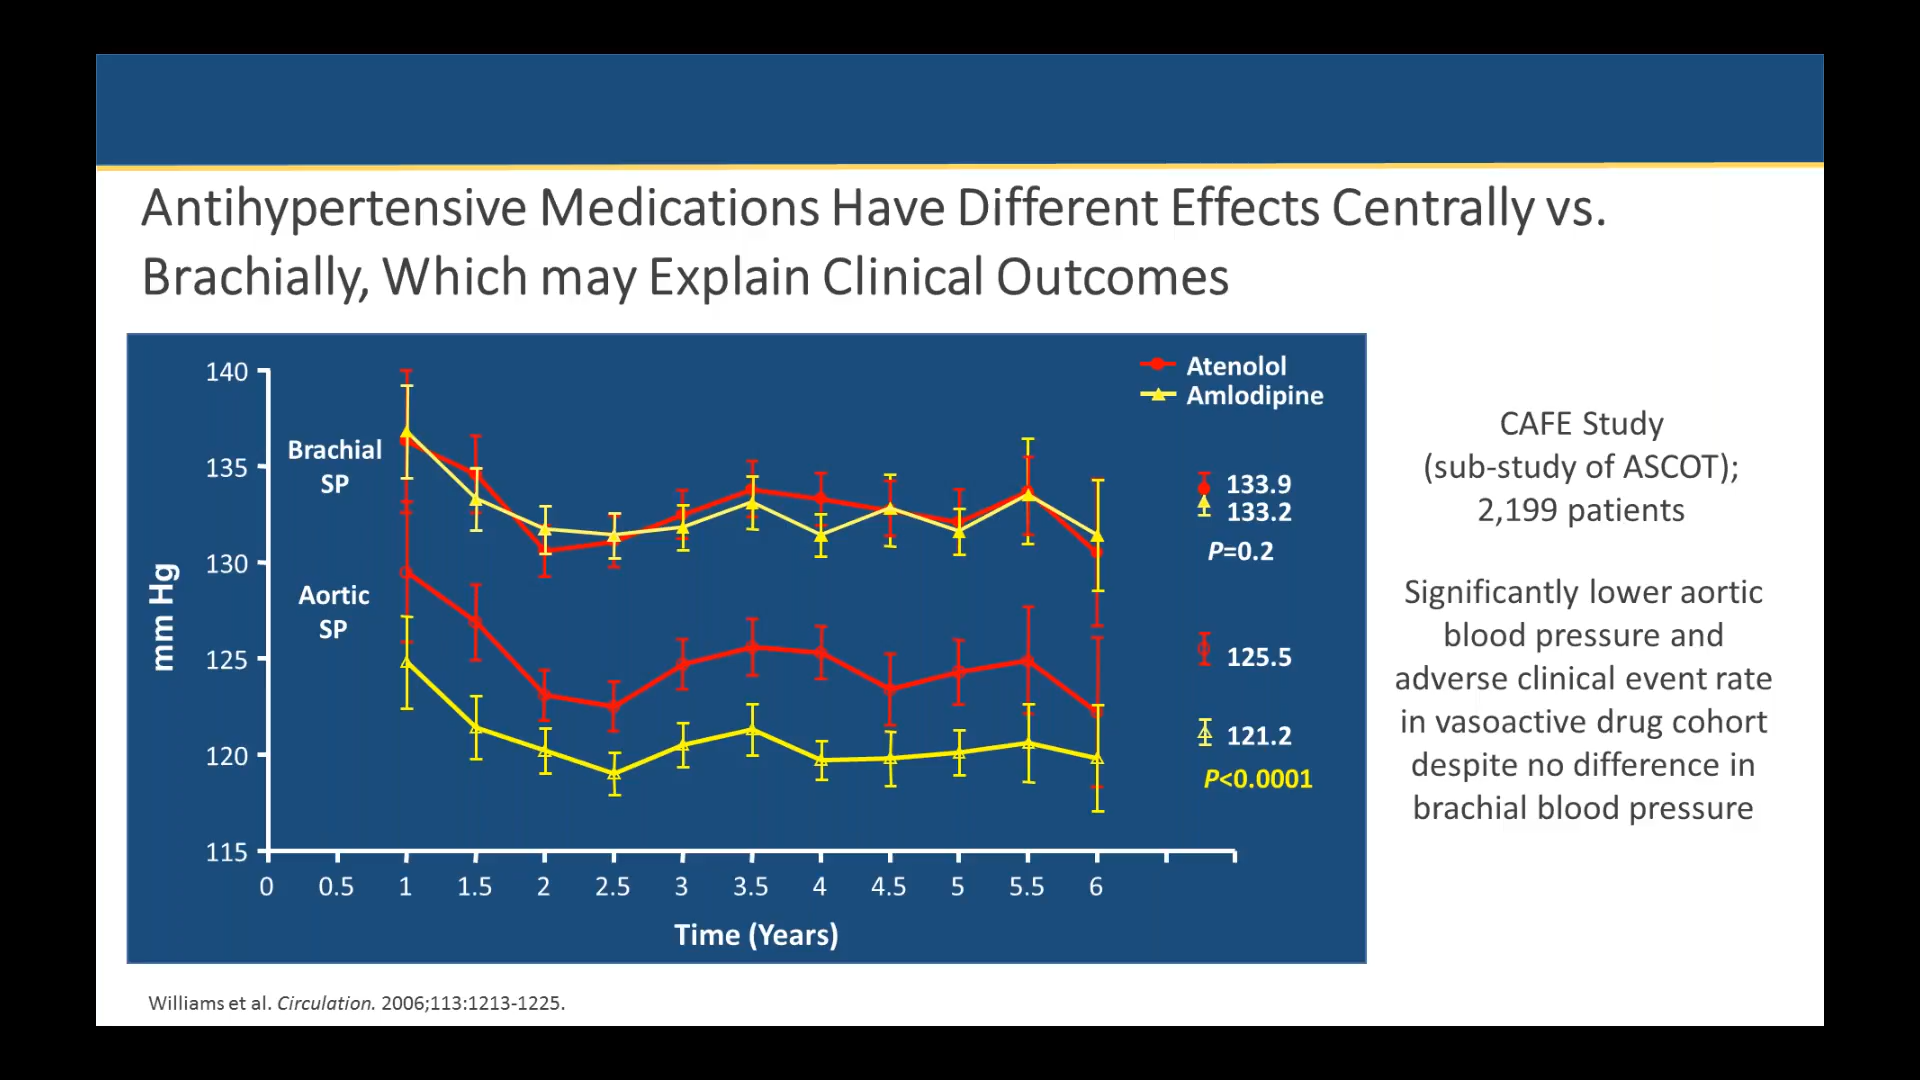 Antihypertensive Medications Have Different Effects Centrally vs.
Brachially, Which may Explain Clinical Outcomes
Atenolol
Amlodipine
140
135
130
125
120
115
mm Hg
Brachial
SP
Aortic
SP
133.9
133.2
P=0.2
125.5
121.2
P<0.0001
0 0.5 1 1.5 2 2.5 3 3.5 4 4.5 5 5.5 6
Time (Years)
CAFE Study
(sub-study of ASCOT);
2,199 patients
Significantly lower aortic
blood pressure and
adverse clinical event rate
in vasoactive drug cohort
despite no difference in
brachial blood pressure
Williams et al. Circulation. 2006;113:1213-1225.